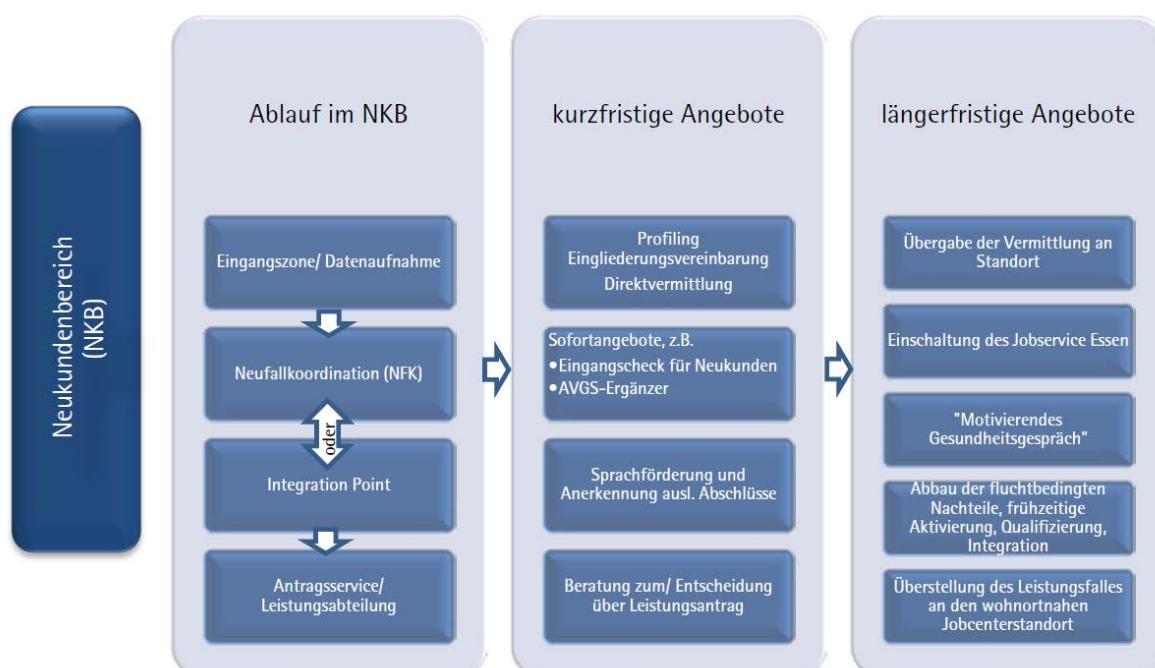 Neukundenbereich
(NKB)
Ablauf im NKB
Eingangszone/ Datenaufnahme
Neufallkoordination (NFK)
oder
Integration Point
Antragsservice/
Leistungsabteilung
kurzfristige Angebote
Profiling
Eingliederungsvereinbarung
Direktvermittlung
Sofortangebote, z.B.
•Eingangscheck für Neukunden
•AVGS-Ergänzer
Sprachförderung und
Anerkennung ausl. Abschlüsse
Beratung zum/ Entscheidung
über Leistungsantrag
längerfristige Angebote
Übergabe der Vermittlung an
Standort
Einschaltung des Jobservice Essen
"Motivierendes
Gesundheitsgespräch"
Abbau der fluchtbedingten
Nachteile, frühzeitige
Aktivierung, Qualifizierung,
Integration
Überstellung des Leistungsfalles
an den wohnortnahen
Jobcenterstandort